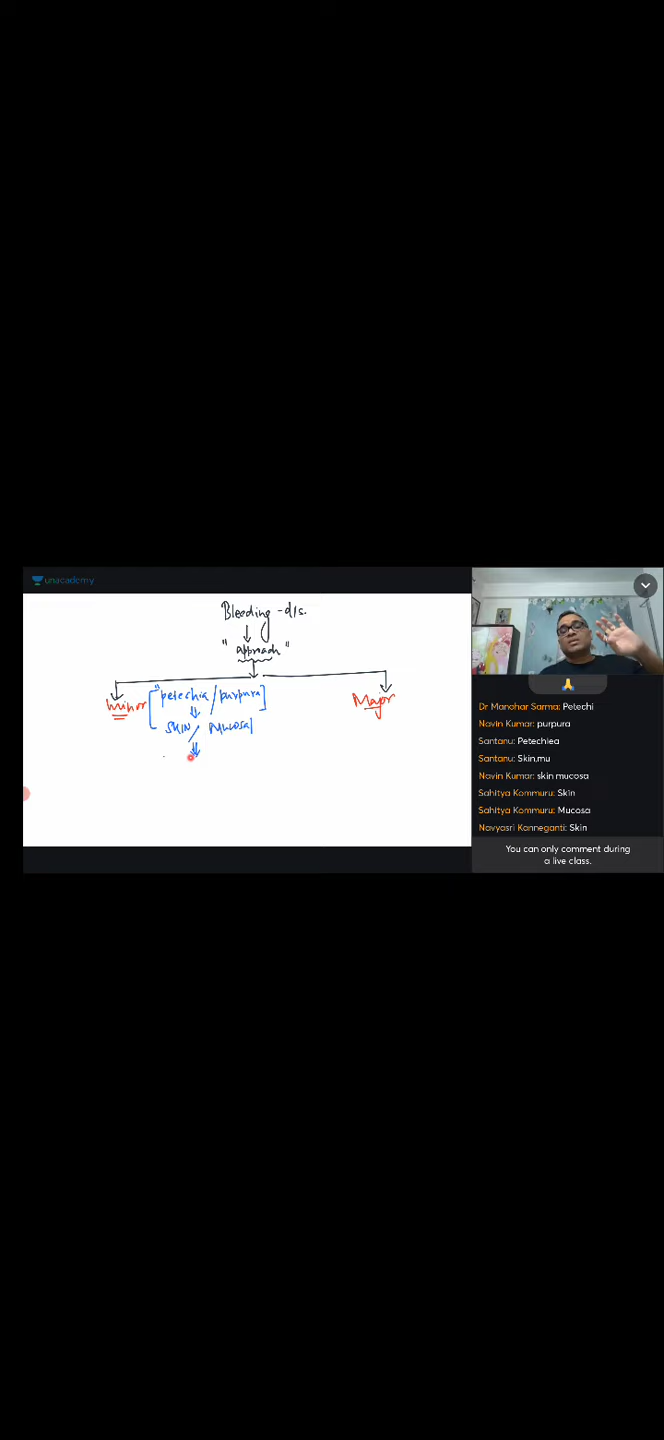 unacademy
Bleeding - d/s.
" approach "
minor
"petechia / purpura
Major
SKIN / Mucosal
Dr Manohar Sarma: Petechi
Navin Kumar: purpura
Santanu: Petechiea
Santanu: Skin,mu
Navin Kumar: skin mucosa
Sahitya Kommuru: Skin
Sahitya Kommuru: Mucosa
Navyasri Kanneganti: Skin
You can only comment during
a live class.